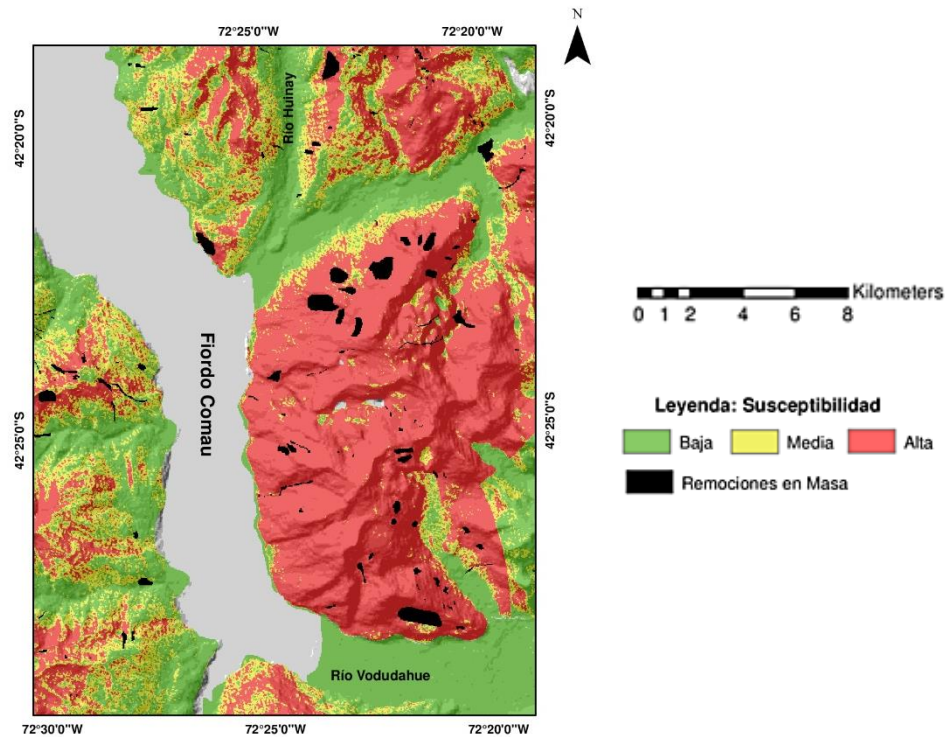 72°25'0"W
72°20'0"W
N
42°20'0"S
42°20'0"S
Río Huinay
Fiordo Comau
42°25'0"S
42°25'0"S
Río Vodudahue
72°30'0"W
72°25'0"W
72°20'0"W
Kilometers
0 1 2 4 6 8
Leyenda: Susceptibilidad
Baja Media Alta
Remociones en Masa